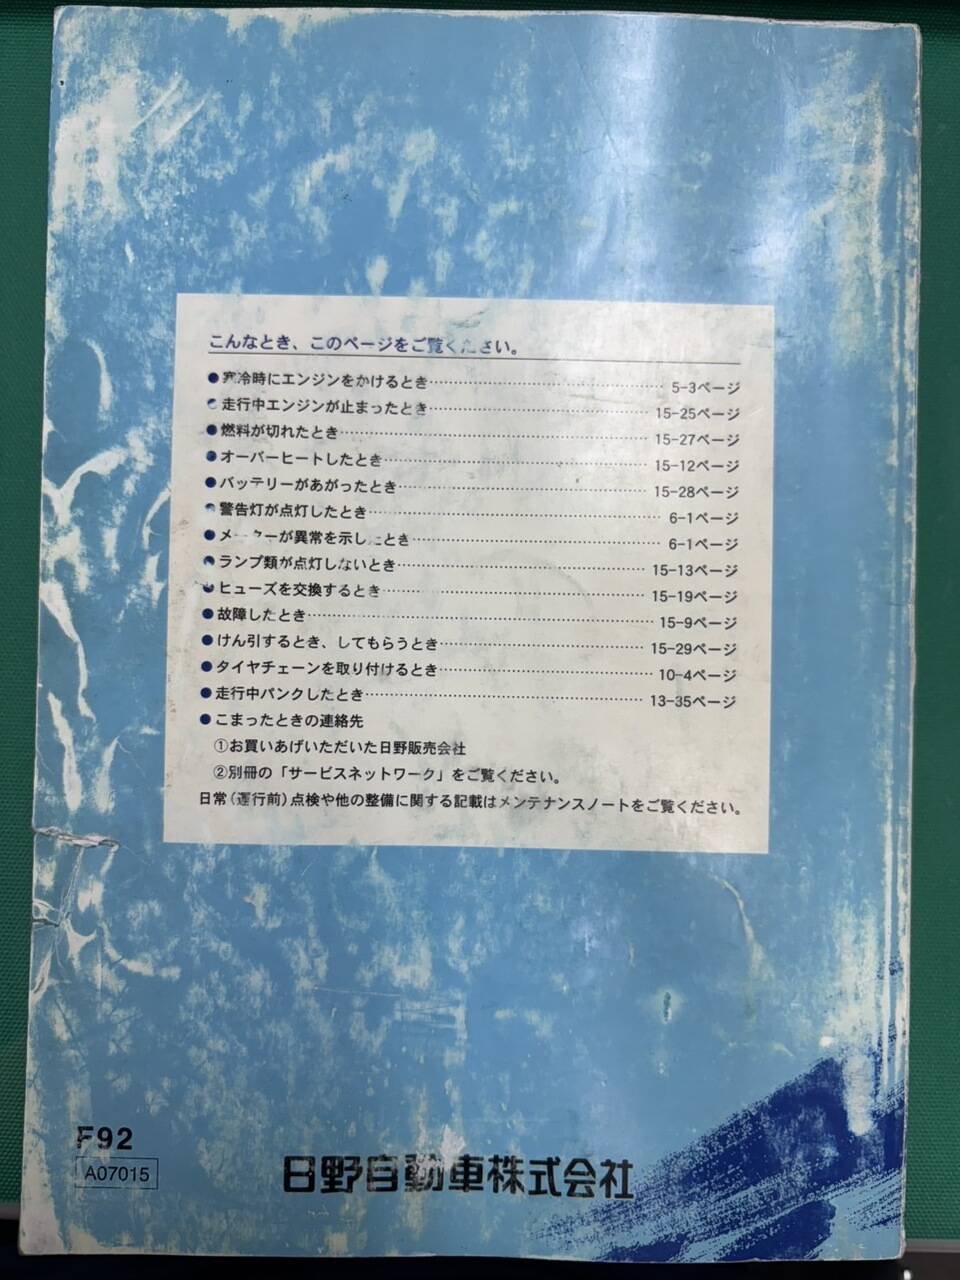 こんなとき、このページをご覧ください。
●寒冷時にエンジンをかけるとき………5-3ページ
●走行中エンジンが止まったとき………15-25ページ
●燃料が切れたとき………15-27ページ
●オーバーヒートしたとき………15-12ページ
●バッテリーがあがったとき………15-28ページ
●警告灯が点灯したとき………6-1ページ
●メーターが異常を示したとき………6-1ページ
●ランプ類が点灯しないとき………15-13ページ
●ヒューズを交換するとき………15-19ページ
●故障したとき………15-9ページ
●けん引するとき、してもらうとき………15-29ページ
●タイヤチェーンを取り付けるとき………10-4ページ
●走行中パンクしたとき………13-35ページ
●こまったときの連絡先
①お買いあげいただいた日野販売会社
②別冊の「サービスネットワーク」をご覧ください。
日常(運行前)点検や他の整備に関する記載はメンテナンスノートをご覧ください。
F92
A07015
日野自動車株式会社